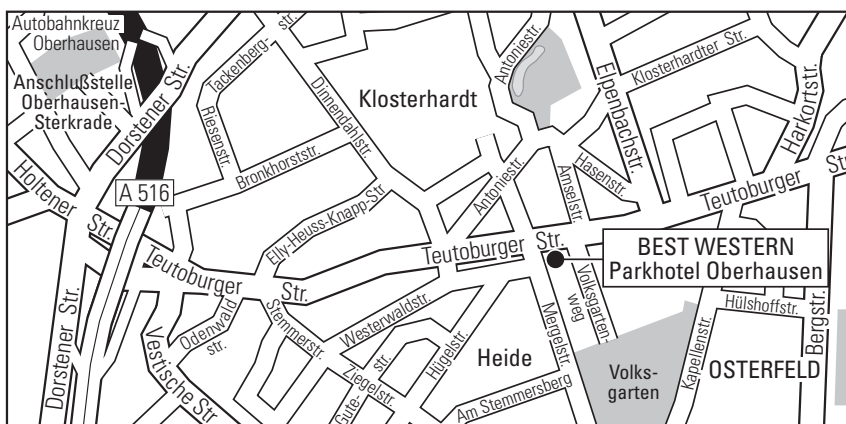 Autobahnkreuz
Oberhausen
Anschlußstelle
Oberhausen-
Sterkrade
Dorstener Str.
Tackenberg-
str.
Riesenstr.
Dinnendahlstr.
Klosterhardt
Antoniestr.
Elpenbachstr.
Klosterhardter Str.
Harkortstr.
Holtener
Str.
A 516
Bronkhorststr.
Elly-Heuss-Knapp-Str
Antoniestr.
Amselstr.
Hasenstr.
Teutoburger Str
Teutoburger Str.
BEST WESTERN
Parkhotel Oberhausen
Teutoburger Str.
Dorstener Str.
Vestische Str.
Odenwald
str.
Stemmerstr.
Westerwaldstr.
Ziegelstr.
Gute-
str.
Hügelstr.
Heide
Am Stemmersberg
Mergelstr.
Volksgarten-
weg
Volks-
garten
Kapellenstr.
Hülshoffstr.
OSTERFELD
Bergstr.